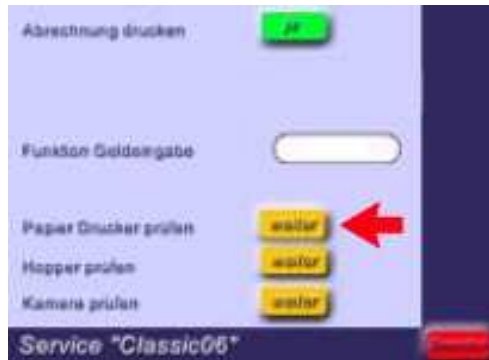 Abrechnung drucken
ja
Funktion Geldeingabe
Papier Drucker prüfen
weiter
Hopper prüfen
weiter
Kamera prüfen
weiter
Service "Classic06"